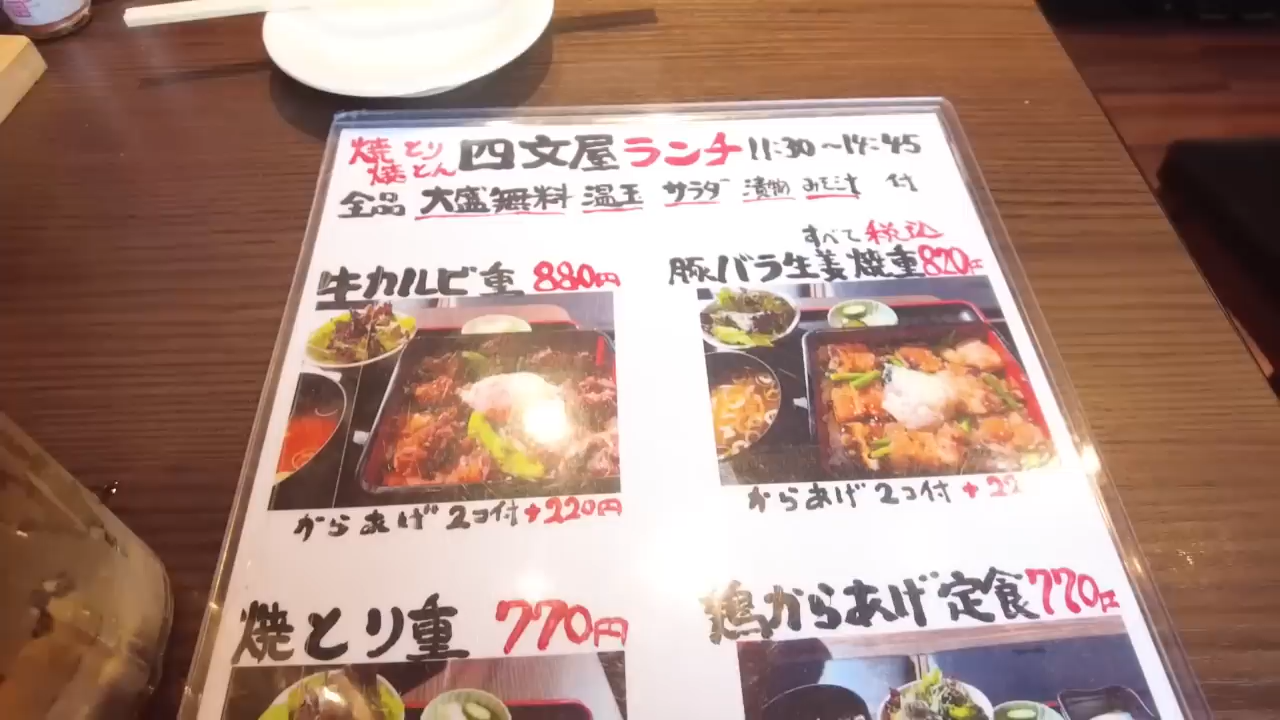 焼とり
焼とん
四文屋ランチ 11:30~14:45
全品 大盛無料 温玉 サラダ 漬物 みそ汁 付
すべて税込
生カルビ重 880円
豚バラ生姜焼重 820円
からあげ2コ付+220円
からあげ2コ付+22
焼とり重 770円
鶏からあげ定食 770円